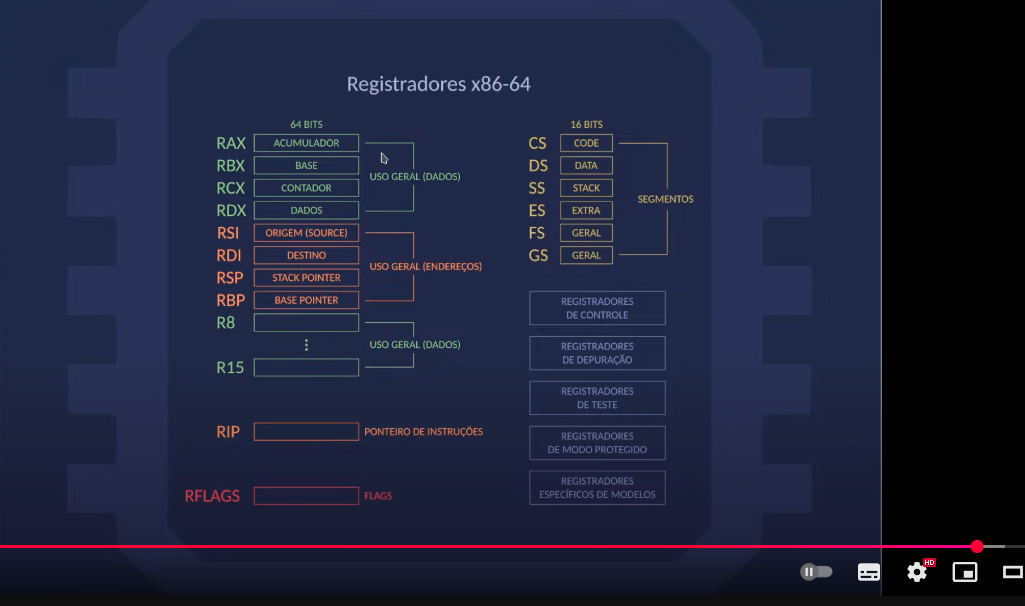 Registradores x86-64
64 BITS
RAX ACUMULADOR
RBX BASE
RCX CONTADOR
RDX DADOS
USO GERAL (DADOS)
RSI ORIGEM (SOURCE)
RDI DESTINO
RSP STACK POINTER
RBP BASE POINTER
USO GERAL (ENDEREÇOS)
R8
R15
USO GERAL (DADOS)
RIP PONTEIRO DE INSTRUÇÕES
RFLAGS FLAGS
16 BITS
CS CODE
DS DATA
SS STACK
ES EXTRA
FS GERAL
GS GERAL
SEGMENTOS
REGISTRADORES
DE CONTROLE
REGISTRADORES
DE DEPURAÇÃO
REGISTRADORES
DE TESTE
REGISTRADORES
DE MODO PROTEGIDO
REGISTRADORES
ESPECÍFICOS DE MODELOS
HD